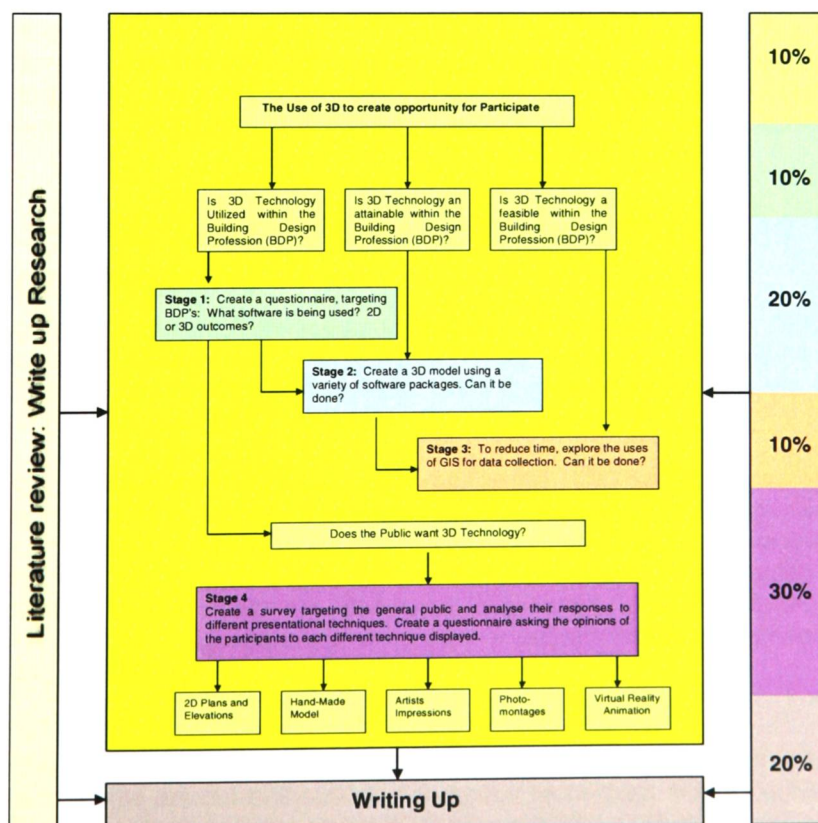 Literature review: Write up Research
The Use of 3D to create opportunity for Participate
Is 3D Technology
Utilized within the
Building Design
Profession (BDP)?
Is 3D Technology an
attainable within the
Building Design
Profession (BDP)?
Is 3D Technology a
feasible within the
Building Design
Profession (BDP)?
Stage 1: Create a questionnaire, targeting
BDP's: What software is being used? 2D
or 3D outcomes?
Stage 2: Create a 3D model using a
variety of software packages. Can it be
done?
Stage 3: To reduce time, explore the uses
of GIS for data collection. Can it be done?
Does the Public want 3D Technology?
Stage 4
Create a survey targeting the general public and analyse their responses to
different presentational techniques. Create a questionnaire asking the opinions of
the participants to each different technique displayed.
2D Plans and
Elevations
Hand-Made
Model
Artists
Impressions
Photo-
montages
Virtual Reality
Animation
Writing Up
10%
10%
20%
10%
30%
20%